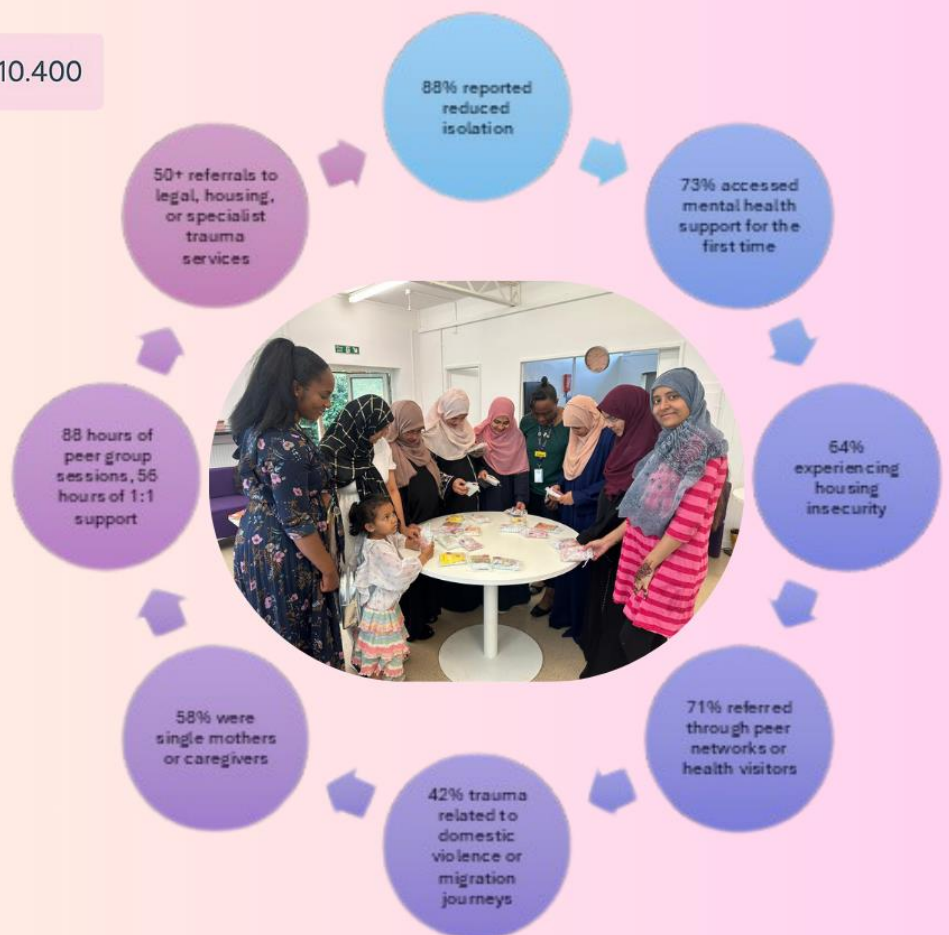 10.400
88% reported
reduced
isolation
73% accessed
mental health
support for the
first time
64%
experiencing
housing
insecurity
71% referred
through peer
networks or
health visitors
42% trauma
related to
domestic
violence or
migration
journeys
58% were
single mothers
or caregivers
88 hours of
peer group
sessions, 56
hours of 1:1
support
50+ referrals to
legal, housing,
or specialist
trauma
services